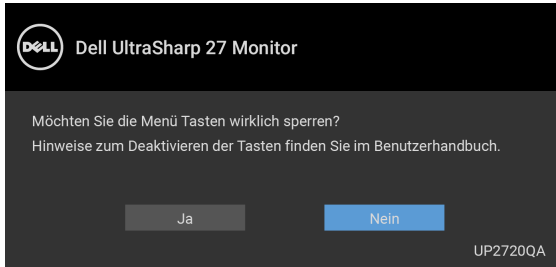 DELL
Dell UltraSharp 27 Monitor
Möchten Sie die Menü Tasten wirklich sperren?
Hinweise zum Deaktivieren der Tasten finden Sie im Benutzerhandbuch.
Ja
Nein
UP2720QA